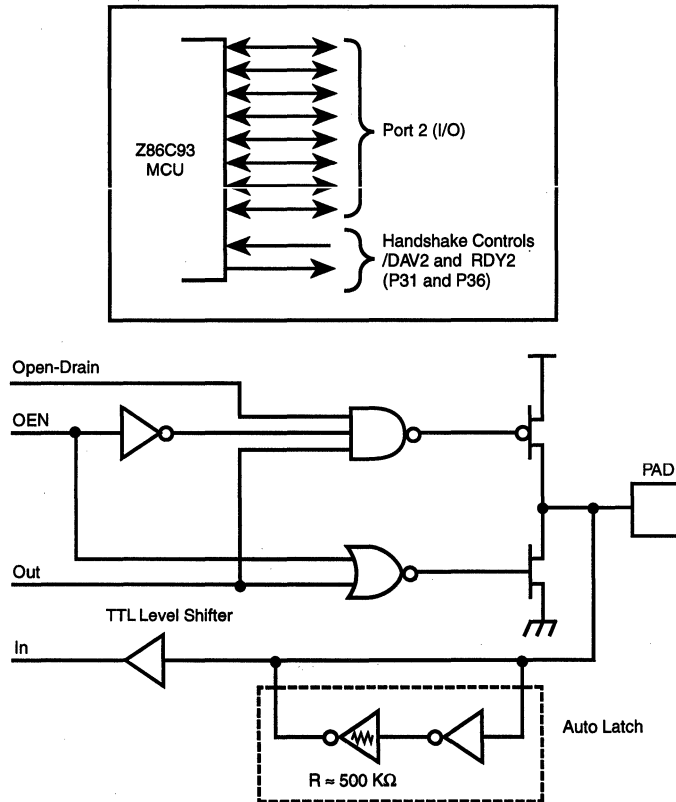 Z86C93
MCU
Port 2 (I/O)
Handshake Controls
/DAV2 and RDY2
(P31 and P36)
Open-Drain
OEN
PAD
Out
TTL Level Shifter
In
Auto Latch
R ≈ 500 KΩ